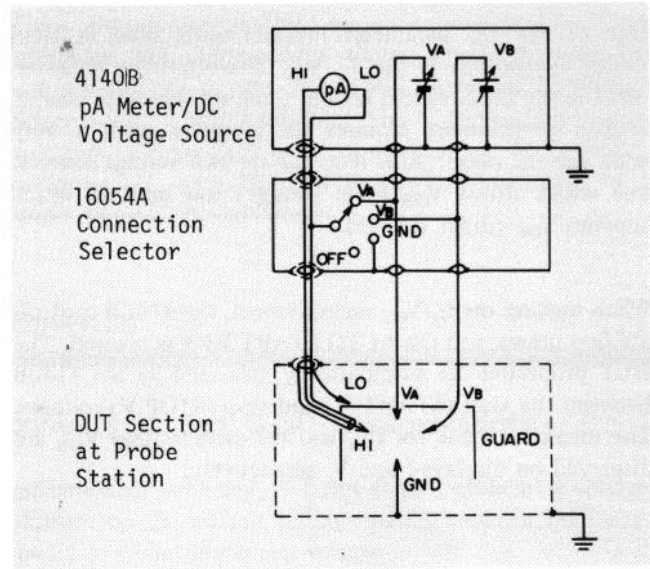 VA
VB
HI
LO
4140B
pA
pA Meter/DC
Voltage Source
16054A
Connection
Selector
VA
VB
GND
OFF
LO
VA
VB
DUT Section
at Probe
Station
HI
GUARD
GND